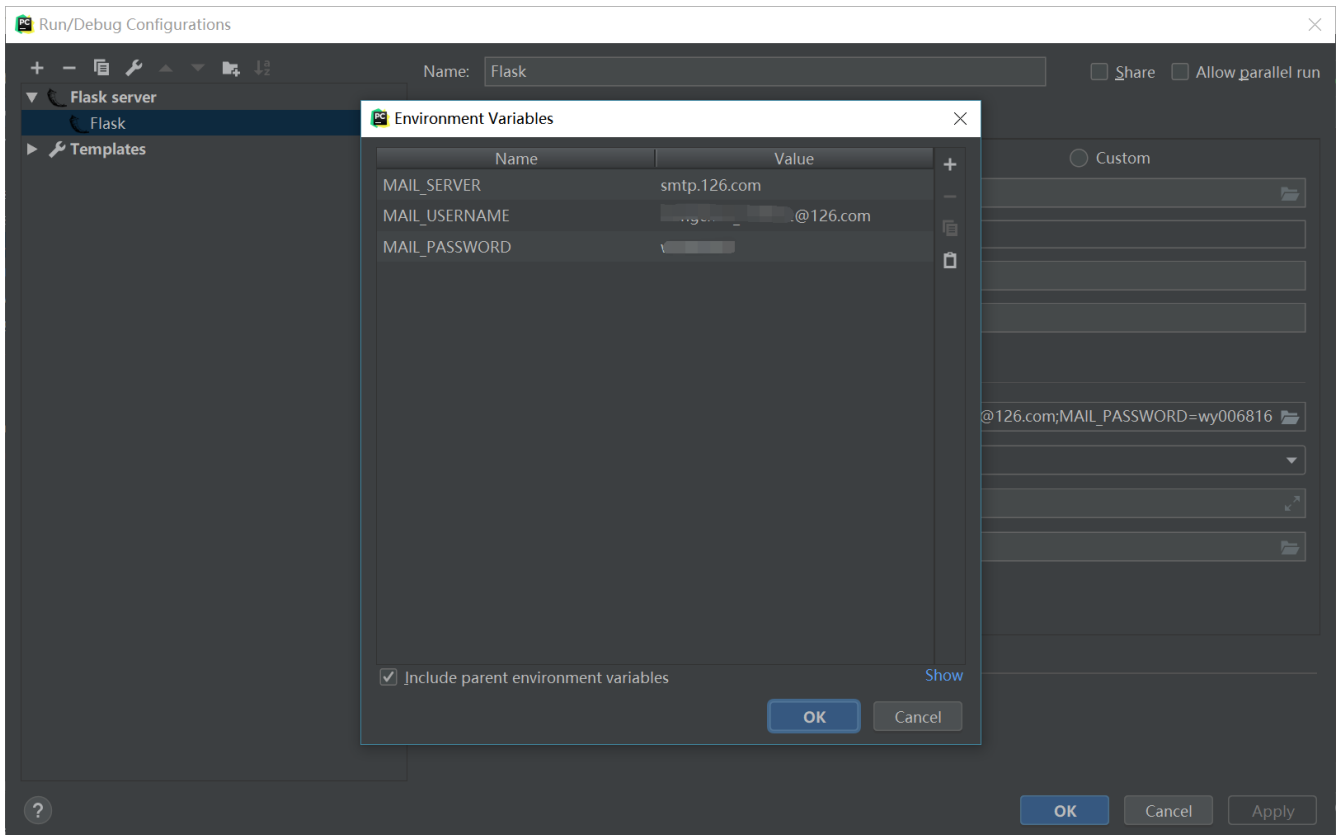 Run/Debug Configurations
Name: Flask
Share
Allow parallel run
Flask server
Flask
Templates
Environment Variables
Name Value
MAIL_SERVER smtp.126.com
MAIL_USERNAME @126.com
MAIL_PASSWORD
Custom
@126.com;MAIL_PASSWORD=wy006816
Include parent environment variables
Show
OK Cancel
?
OK Cancel Apply